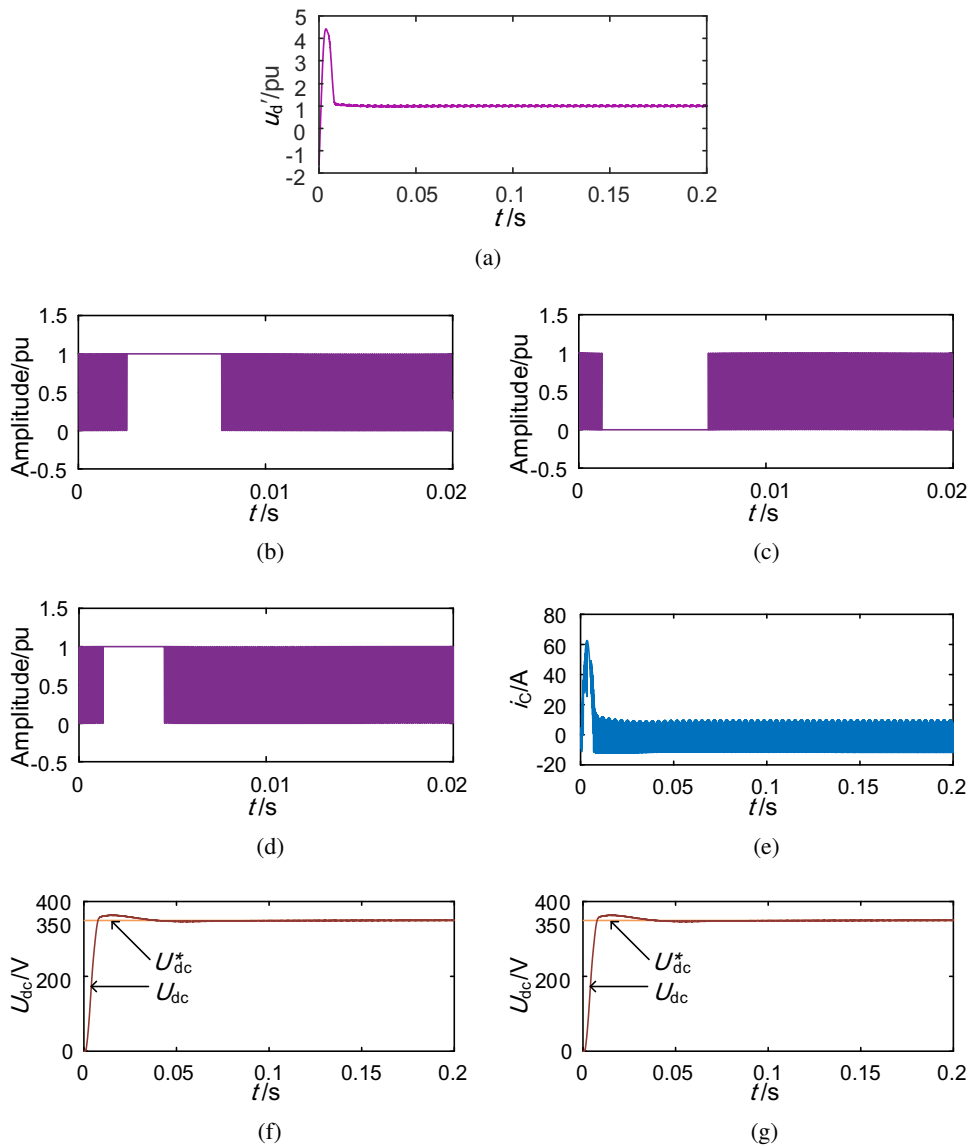 5
4
3
2
1
0
-1
-2
u_d′/pu
0 0.05 0.1 0.15 0.2
t/s
(a)
1.5
1
0.5
0
-0.5
Amplitude/pu
0 0.01 0.02
t/s
(b)
1.5
1
0.5
0
-0.5
Amplitude/pu
0 0.01 0.02
t/s
(c)
1.5
1
0.5
0
-0.5
Amplitude/pu
0 0.01 0.02
t/s
(d)
80
60
40
20
0
-20
i_C/A
0 0.05 0.1 0.15 0.2
t/s
(e)
400
350
200
0
U_dc/V
U*_dc
U_dc
0 0.05 0.1 0.15 0.2
t/s
(f)
400
350
200
0
U_dc/V
U*_dc
U_dc
0 0.05 0.1 0.15 0.2
t/s
(g)